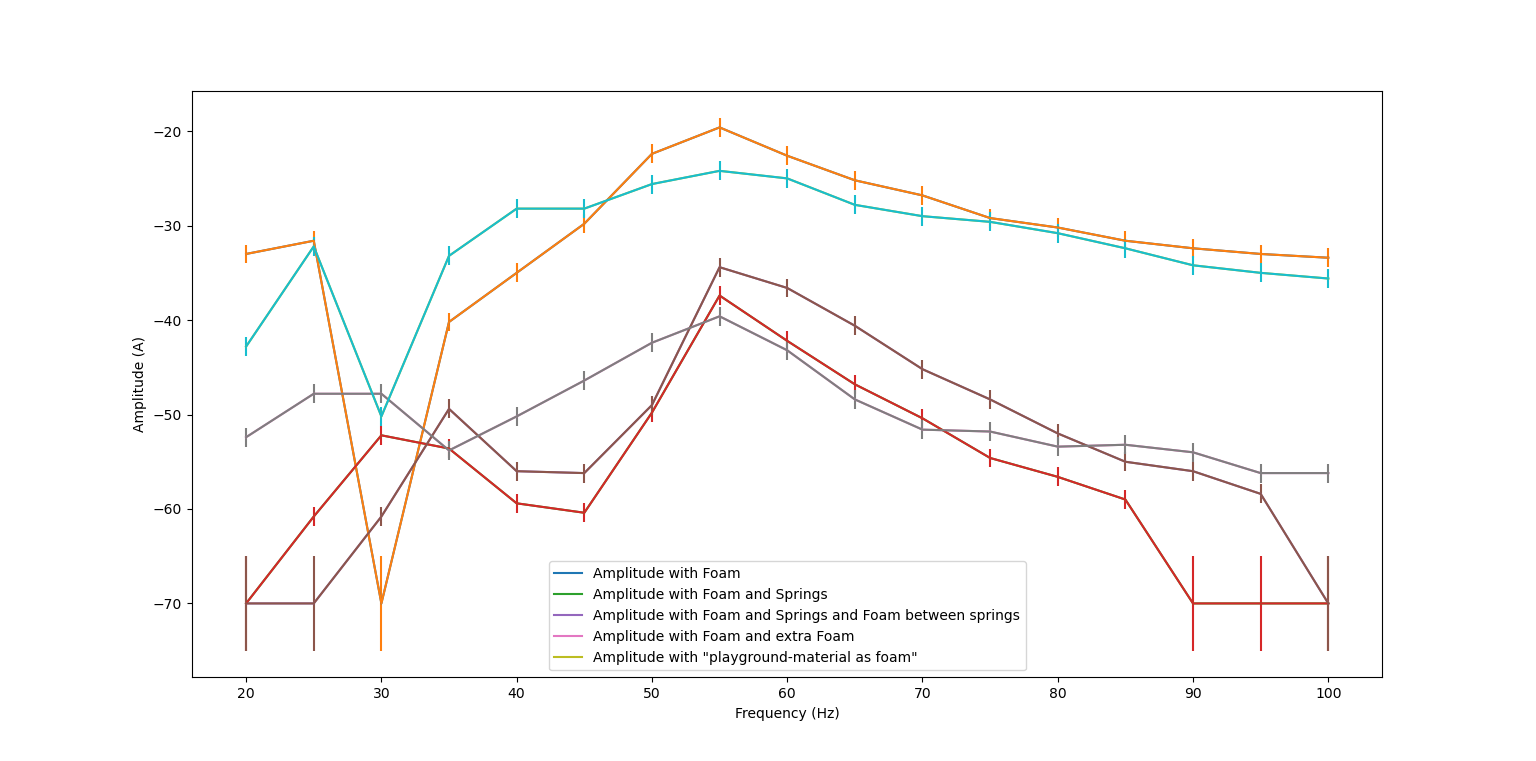 −20
−30
−40
−50
−60
−70
Amplitude (A)
Amplitude with Foam
Amplitude with Foam and Springs
Amplitude with Foam and Springs and Foam between springs
Amplitude with Foam and extra Foam
Amplitude with "playground-material as foam"
20 30 40 50 60 70 80 90 100
Frequency (Hz)